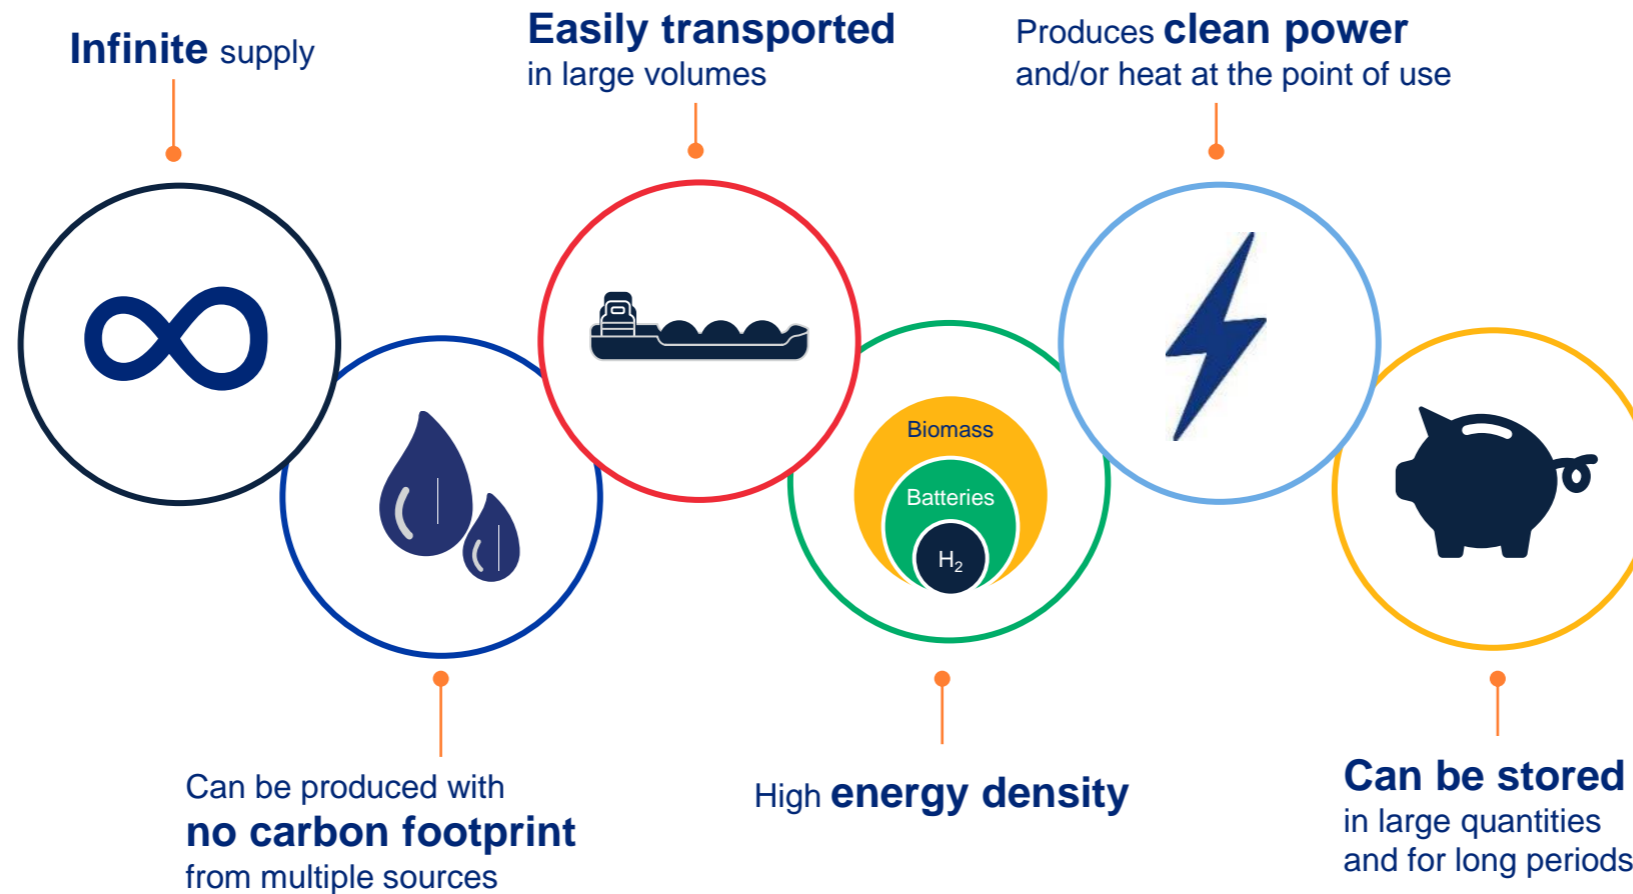 Infinite supply
Easily transported
in large volumes
Produces clean power
and/or heat at the point of use
Biomass
Batteries
H₂
Can be produced with
no carbon footprint
from multiple sources
High energy density
Can be stored
in large quantities
and for long periods